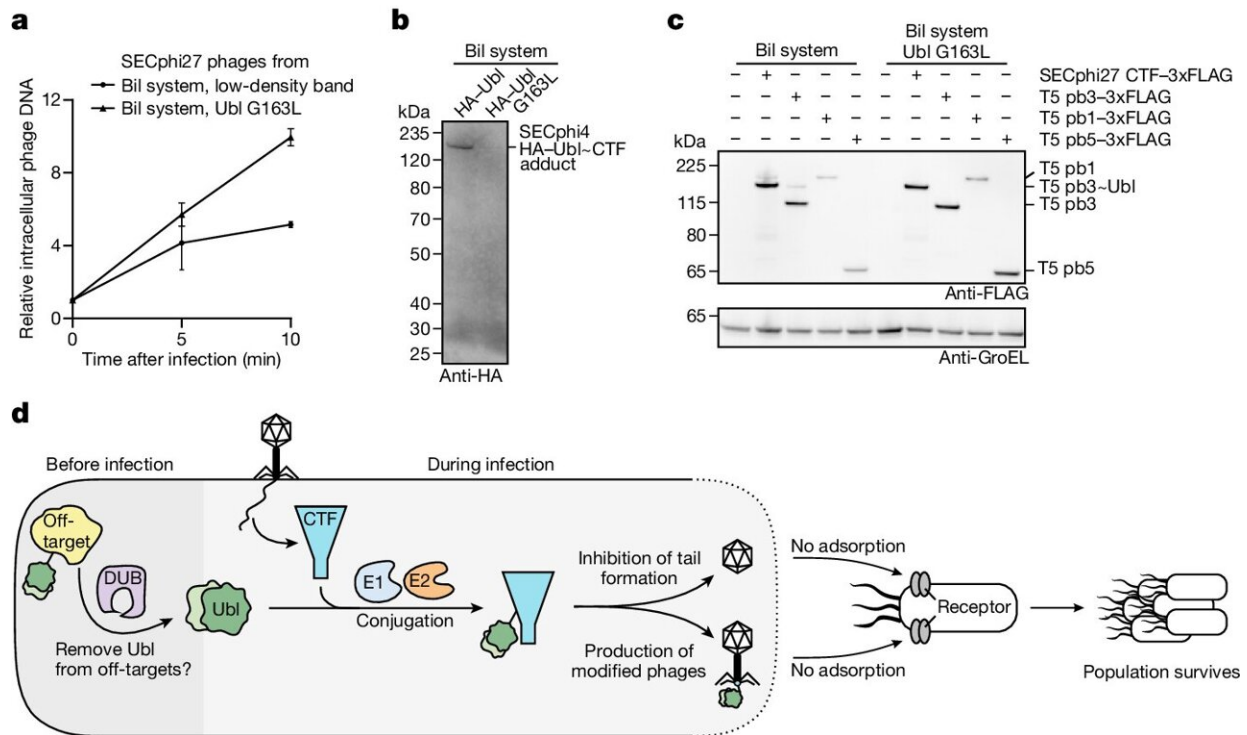 a
SECphi27 phages from
Bil system, low-density band
Bil system, Ubl G163L
Relative intracellular phage DNA
12
8
4
0
0
5
10
Time after infection (min)
b
Bil system
HA–Ubl
HA–Ubl
G163L
kDa
235
120
80
70
50
40
30
25
SECphi4
HA–Ubl~CTF
adduct
Anti-HA
c
Bil system
Bil system
Ubl G163L
– + – – – – + – – – SECphi27 CTF–3xFLAG
– – + – – – – + – – T5 pb3–3xFLAG
– – – + – – – – + – T5 pb1–3xFLAG
– – – – + – – – – + T5 pb5–3xFLAG
kDa
225
115
80
65
T5 pb1
T5 pb3~Ubl
T5 pb3
T5 pb5
Anti-FLAG
65
Anti-GroEL
d
Before infection
During infection
Off-
target
DUB
Remove Ubl
from off-targets?
Ubl
CTF
E1
E2
Conjugation
Inhibition of tail
formation
Production of
modified phages
No adsorption
No adsorption
Receptor
Population survives